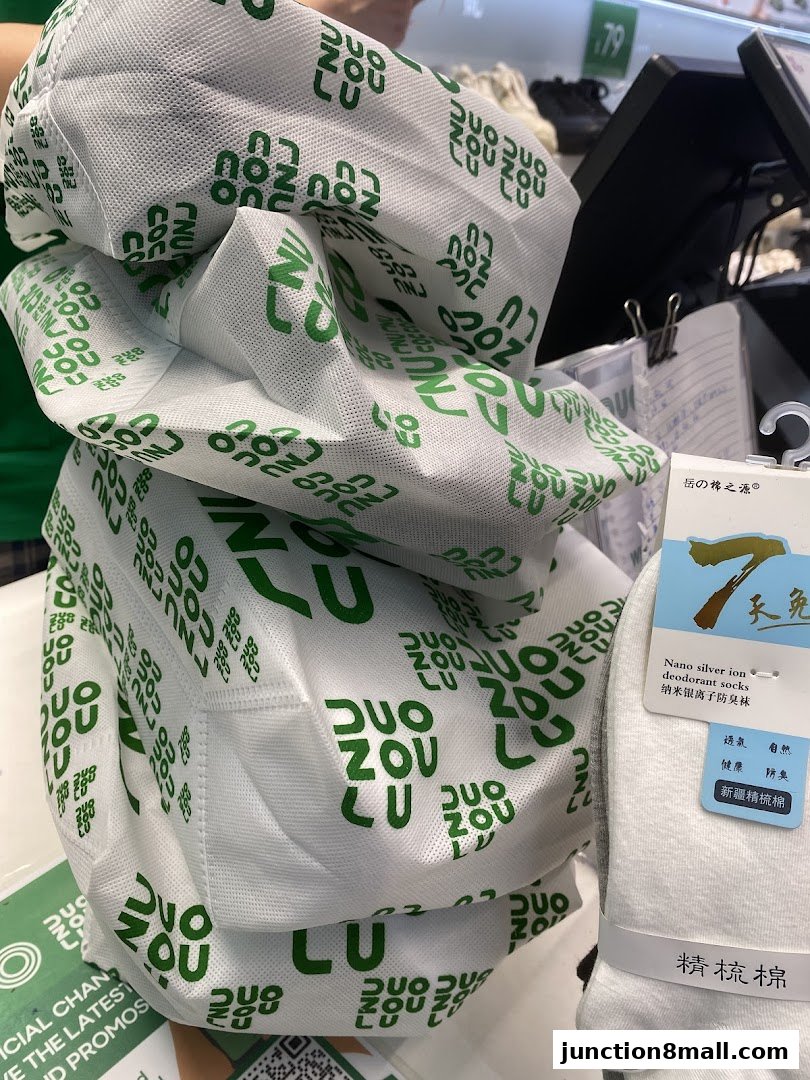 79
DUO
ZOU
LU
岳の棉之源®
7天免
Nano silver ion
deodorant socks
纳米银离子防臭袜
透氣 自然
健康 防臭
新疆精梳棉
精梳棉
DUO
ZOU
LU
ICIAL CHAN
E THE LATES
D PROMOS
junction8mall.com